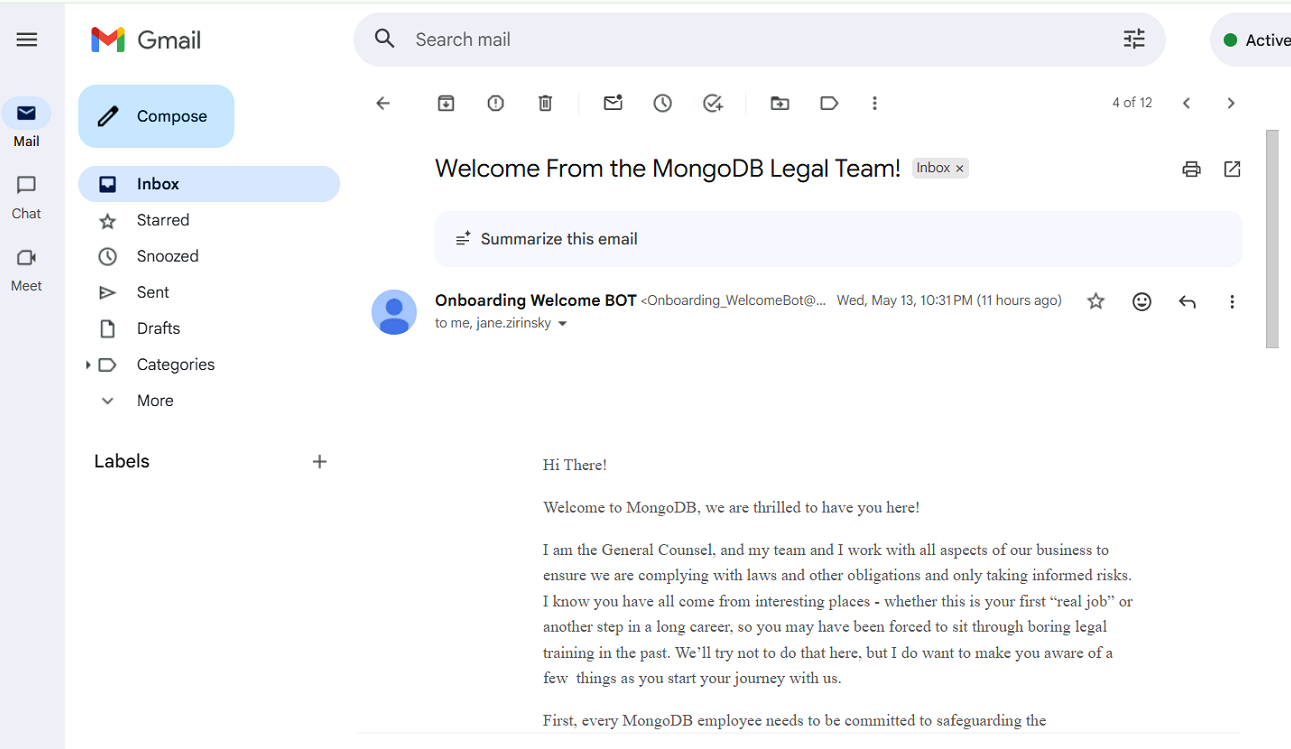 Gmail
Search mail
Active
Compose
4 of 12
Mail
Welcome From the MongoDB Legal Team! Inbox ×
Inbox
Chat
Starred
Summarize this email
Snoozed
Meet
Sent
Onboarding Welcome BOT <Onboarding_WelcomeBot@... Wed, May 13, 10:31 PM (11 hours ago)
to me, jane.zirinsky
Drafts
Categories
More
Labels
Hi There!
Welcome to MongoDB, we are thrilled to have you here!
I am the General Counsel, and my team and I work with all aspects of our business to
ensure we are complying with laws and other obligations and only taking informed risks.
I know you have all come from interesting places - whether this is your first “real job” or
another step in a long career, so you may have been forced to sit through boring legal
training in the past. We’ll try not to do that here, but I do want to make you aware of a
few  things as you start your journey with us.
First, every MongoDB employee needs to be committed to safeguarding the